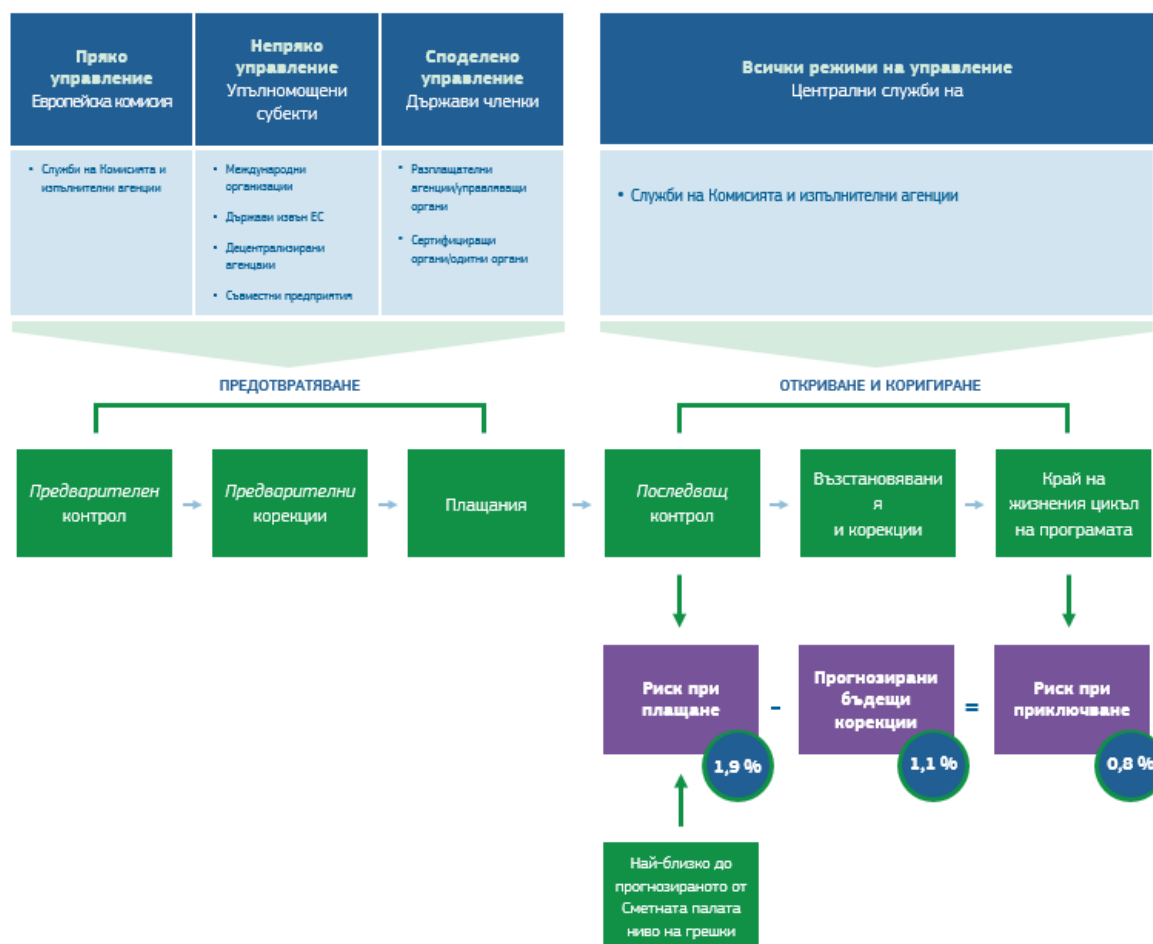 Пряко
управление
Европейска комисия
Непряко
управление
Упълномощени
субекти
Споделено
управление
Държави членки
Всички режими на управление
Централни служби на
• Служби на Комисията и
изпълнителни агенции
• Международни
организации
• Държави извън ЕС
• Децентрализирани
агенции
• Съвместни предприятия
• Разплащателни
агенции/управляващи
органи
• Сертифициращи
органи/одитни органи
• Служби на Комисията и изпълнителни агенции
ПРЕДОТВРАТЯВАНЕ
ОТКРИВАНЕ И КОРИГИРАНЕ
Предварителен
контрол
Предварителни
корекции
Плащания
Последващ
контрол
Възстановявани
я
и корекции
Край на
жизнения цикъл
на програмата
Риск при
плащане
1,9 %
-
Прогнозирани
бъдещи
корекции
1,1 %
=
Риск при
приключване
0,8 %
Най-близко до
прогнозираното от
Сметната палата
ниво на грешки